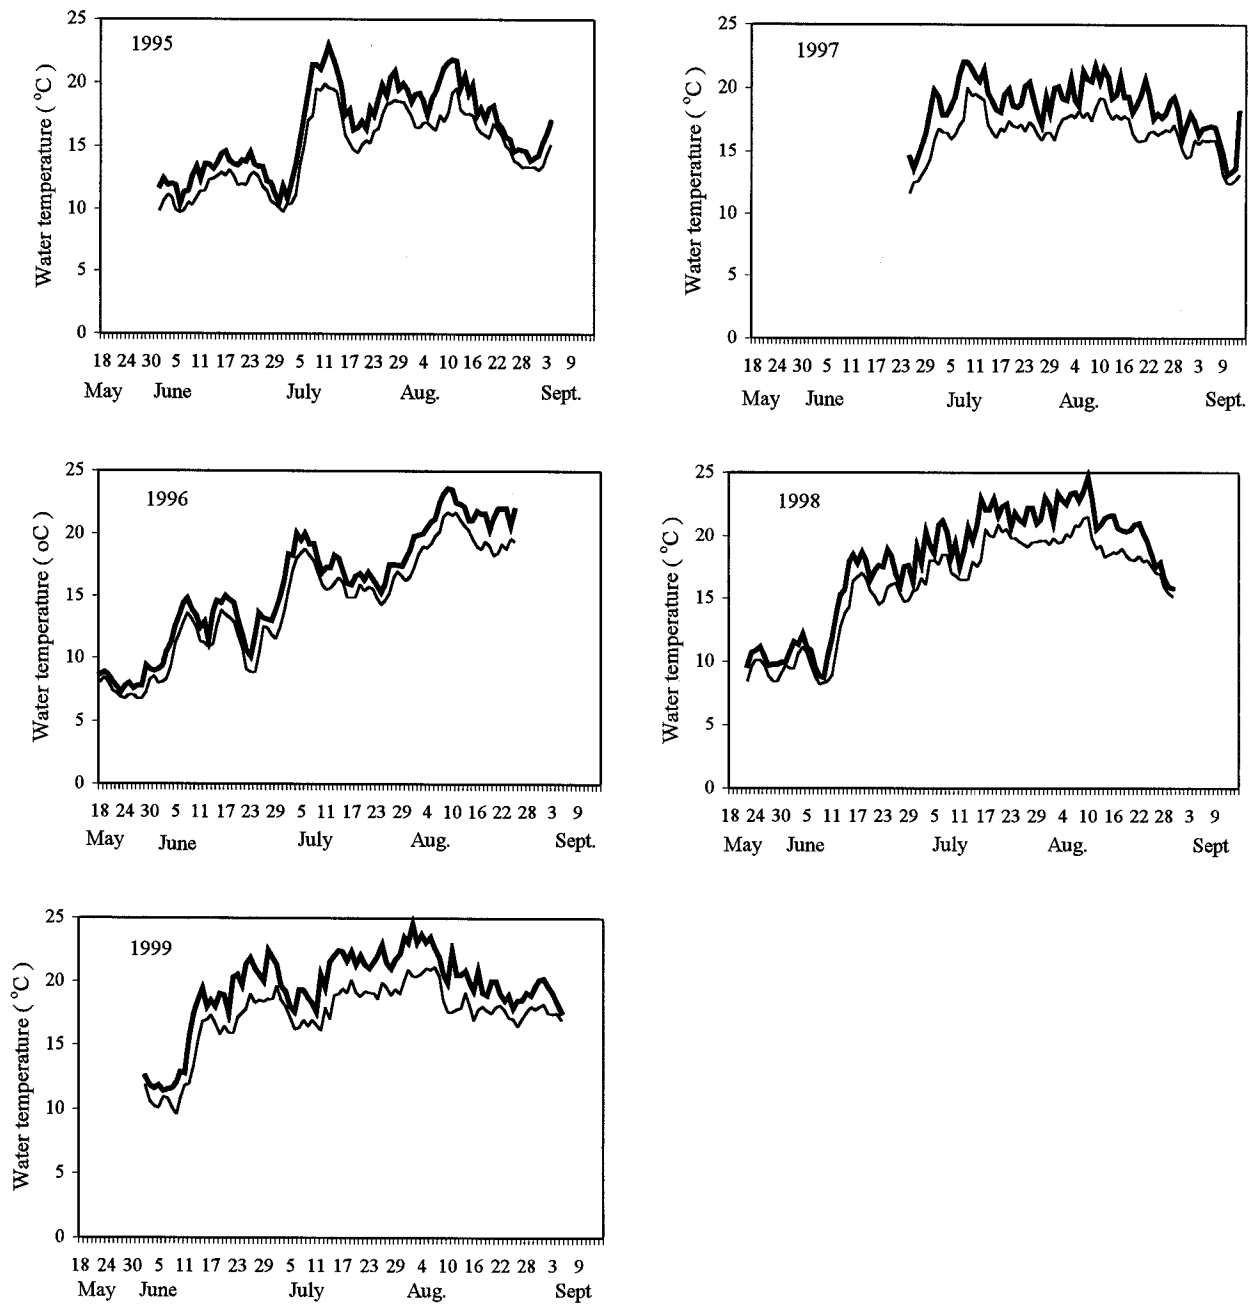 1995
Water temperature ( °C )
25
20
15
10
5
0
18 24 30 5 11 17 23 29 5 11 17 23 29 4 10 16 22 28 3 9
May June July Aug. Sept.
1997
Water temperature ( °C )
25
20
15
10
5
0
18 24 30 5 11 17 23 29 5 11 17 23 29 4 10 16 22 28 3 9
May June July Aug. Sept.
1996
Water temperature ( oC )
25
20
15
10
5
0
18 24 30 5 11 17 23 29 5 11 17 23 29 4 10 16 22 28 3 9
May June July Aug. Sept.
1998
Water temperature ( °C )
25
20
15
10
5
0
18 24 30 5 11 17 23 29 5 11 17 23 29 4 10 16 22 28 3 9
May June July Aug. Sept
1999
Water temperature ( °C )
25
20
15
10
5
0
18 24 30 5 11 17 23 29 5 11 17 23 29 4 10 16 22 28 3 9
May June July Aug. Sept